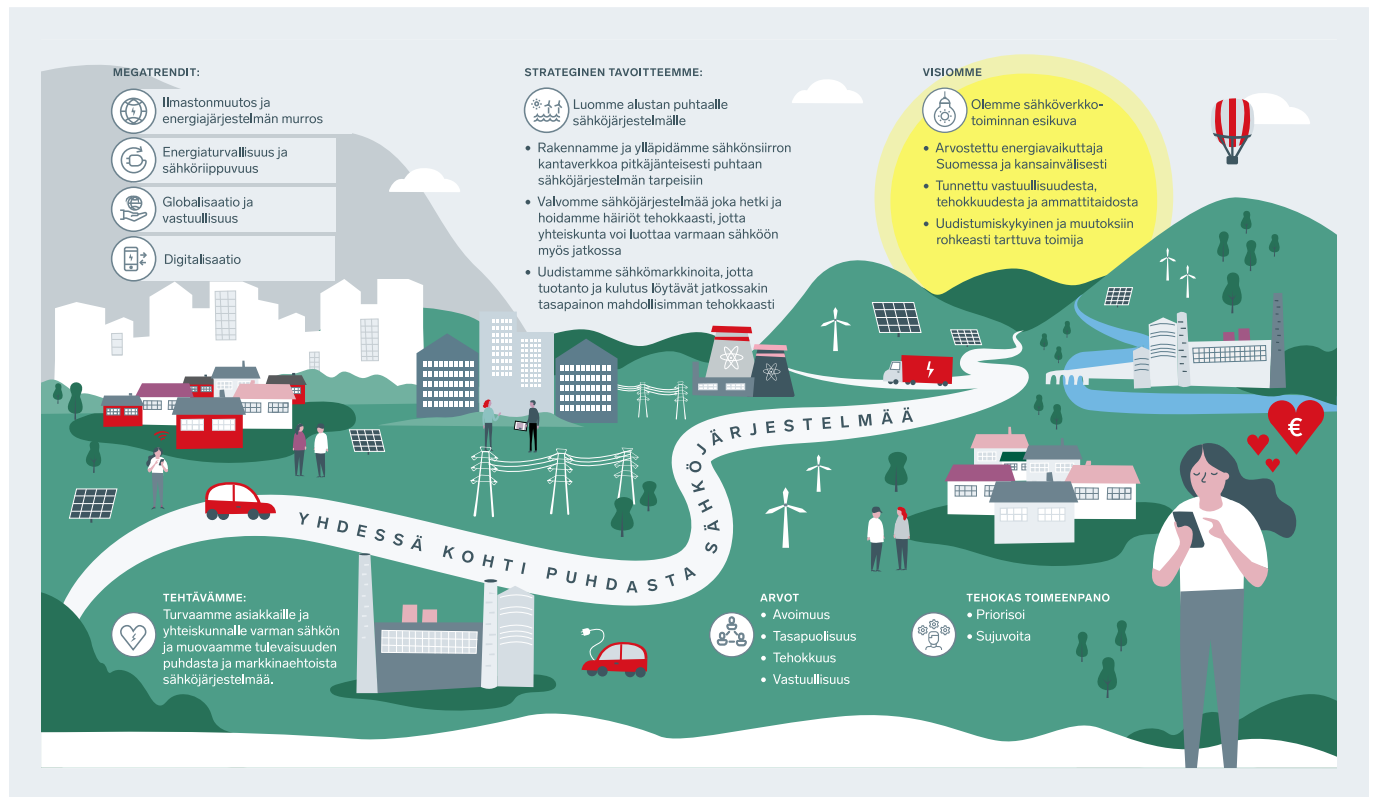 MEGATRENDIT:
Ilmastonmuutos ja
energiajärjestelmän murros
Energiaturvallisuus ja
sähköriippuvuus
Globalisaatio ja
vastuullisuus
Digitalisaatio
STRATEGINEN TAVOITTEEMME:
Luomme alustan puhtaalle
sähköjärjestelmälle
• Rakennamme ja ylläpidämme sähkönsiirron
kantaverkkoa pitkäjänteisesti puhtaan
sähköjärjestelmän tarpeisiin
• Valvomme sähköjärjestelmää joka hetki ja
hoidamme häiriöt tehokkaasti, jotta
yhteiskunta voi luottaa varmaan sähköön
myös jatkossa
• Uudistamme sähkömarkkinoita, jotta
tuotanto ja kulutus löytävät jatkossakin
tasapainon mahdollisimman tehokkaasti
VISIOMME
Olemme sähköverkko-
toiminnan esikuva
• Arvostettu energiavaikuttaja
Suomessa ja kansainvälisesti
• Tunnettu vastuullisuudesta,
tehokkuudesta ja ammattitaidosta
• Uudistumiskykyinen ja muutoksiin
rohkeasti tarttuva toimija
YHDESSÄ KOHTI PUHDASTA SÄHKÖJÄRJESTELMÄÄ
€
TEHTÄVÄMME:
Turvaamme asiakkaille ja
yhteiskunnalle varman sähkön
ja muovaamme tulevaisuuden
puhdasta ja markkinaehtoista
sähköjärjestelmää.
ARVOT
• Avoimuus
• Tasapuolisuus
• Tehokkuus
• Vastuullisuus
TEHOKAS TOIMEENPANO
• Priorisoi
• Sujuvoita